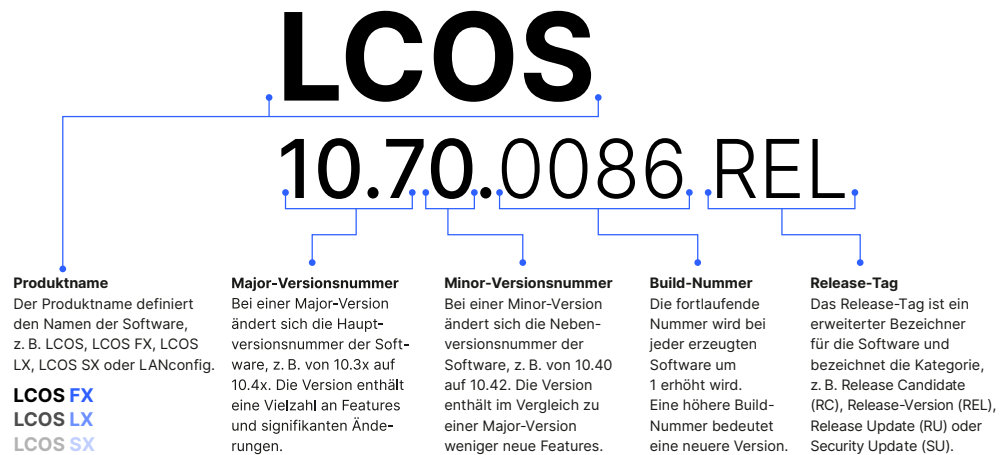 LCOS
10.70.0086 REL
Produktname
Der Produktname definiert
den Namen der Software,
z. B. LCOS, LCOS FX, LCOS
LX, LCOS SX oder LANconfig.
LCOS FX
LCOS LX
LCOS SX
Major-Versionsnummer
Bei einer Major-Version
ändert sich die Haupt-
versionsnummer der Soft-
ware, z. B. von 10.3x auf
10.4x. Die Version enthält
eine Vielzahl an Features
und signifikanten Ände-
rungen.
Minor-Versionsnummer
Bei einer Minor-Version
ändert sich die Neben-
versionsnummer der
Software, z. B. von 10.40
auf 10.42. Die Version
enthält im Vergleich zu
einer Major-Version
weniger neue Features.
Build-Nummer
Die fortlaufende
Nummer wird bei
jeder erzeugten
Software um
1 erhöht wird.
Eine höhere Build-
Nummer bedeutet
eine neuere Version.
Release-Tag
Das Release-Tag ist ein
erweiterter Bezeichner
für die Software und
bezeichnet die Kategorie,
z. B. Release Candidate
(RC), Release-Version (REL),
Release Update (RU) oder
Security Update (SU).